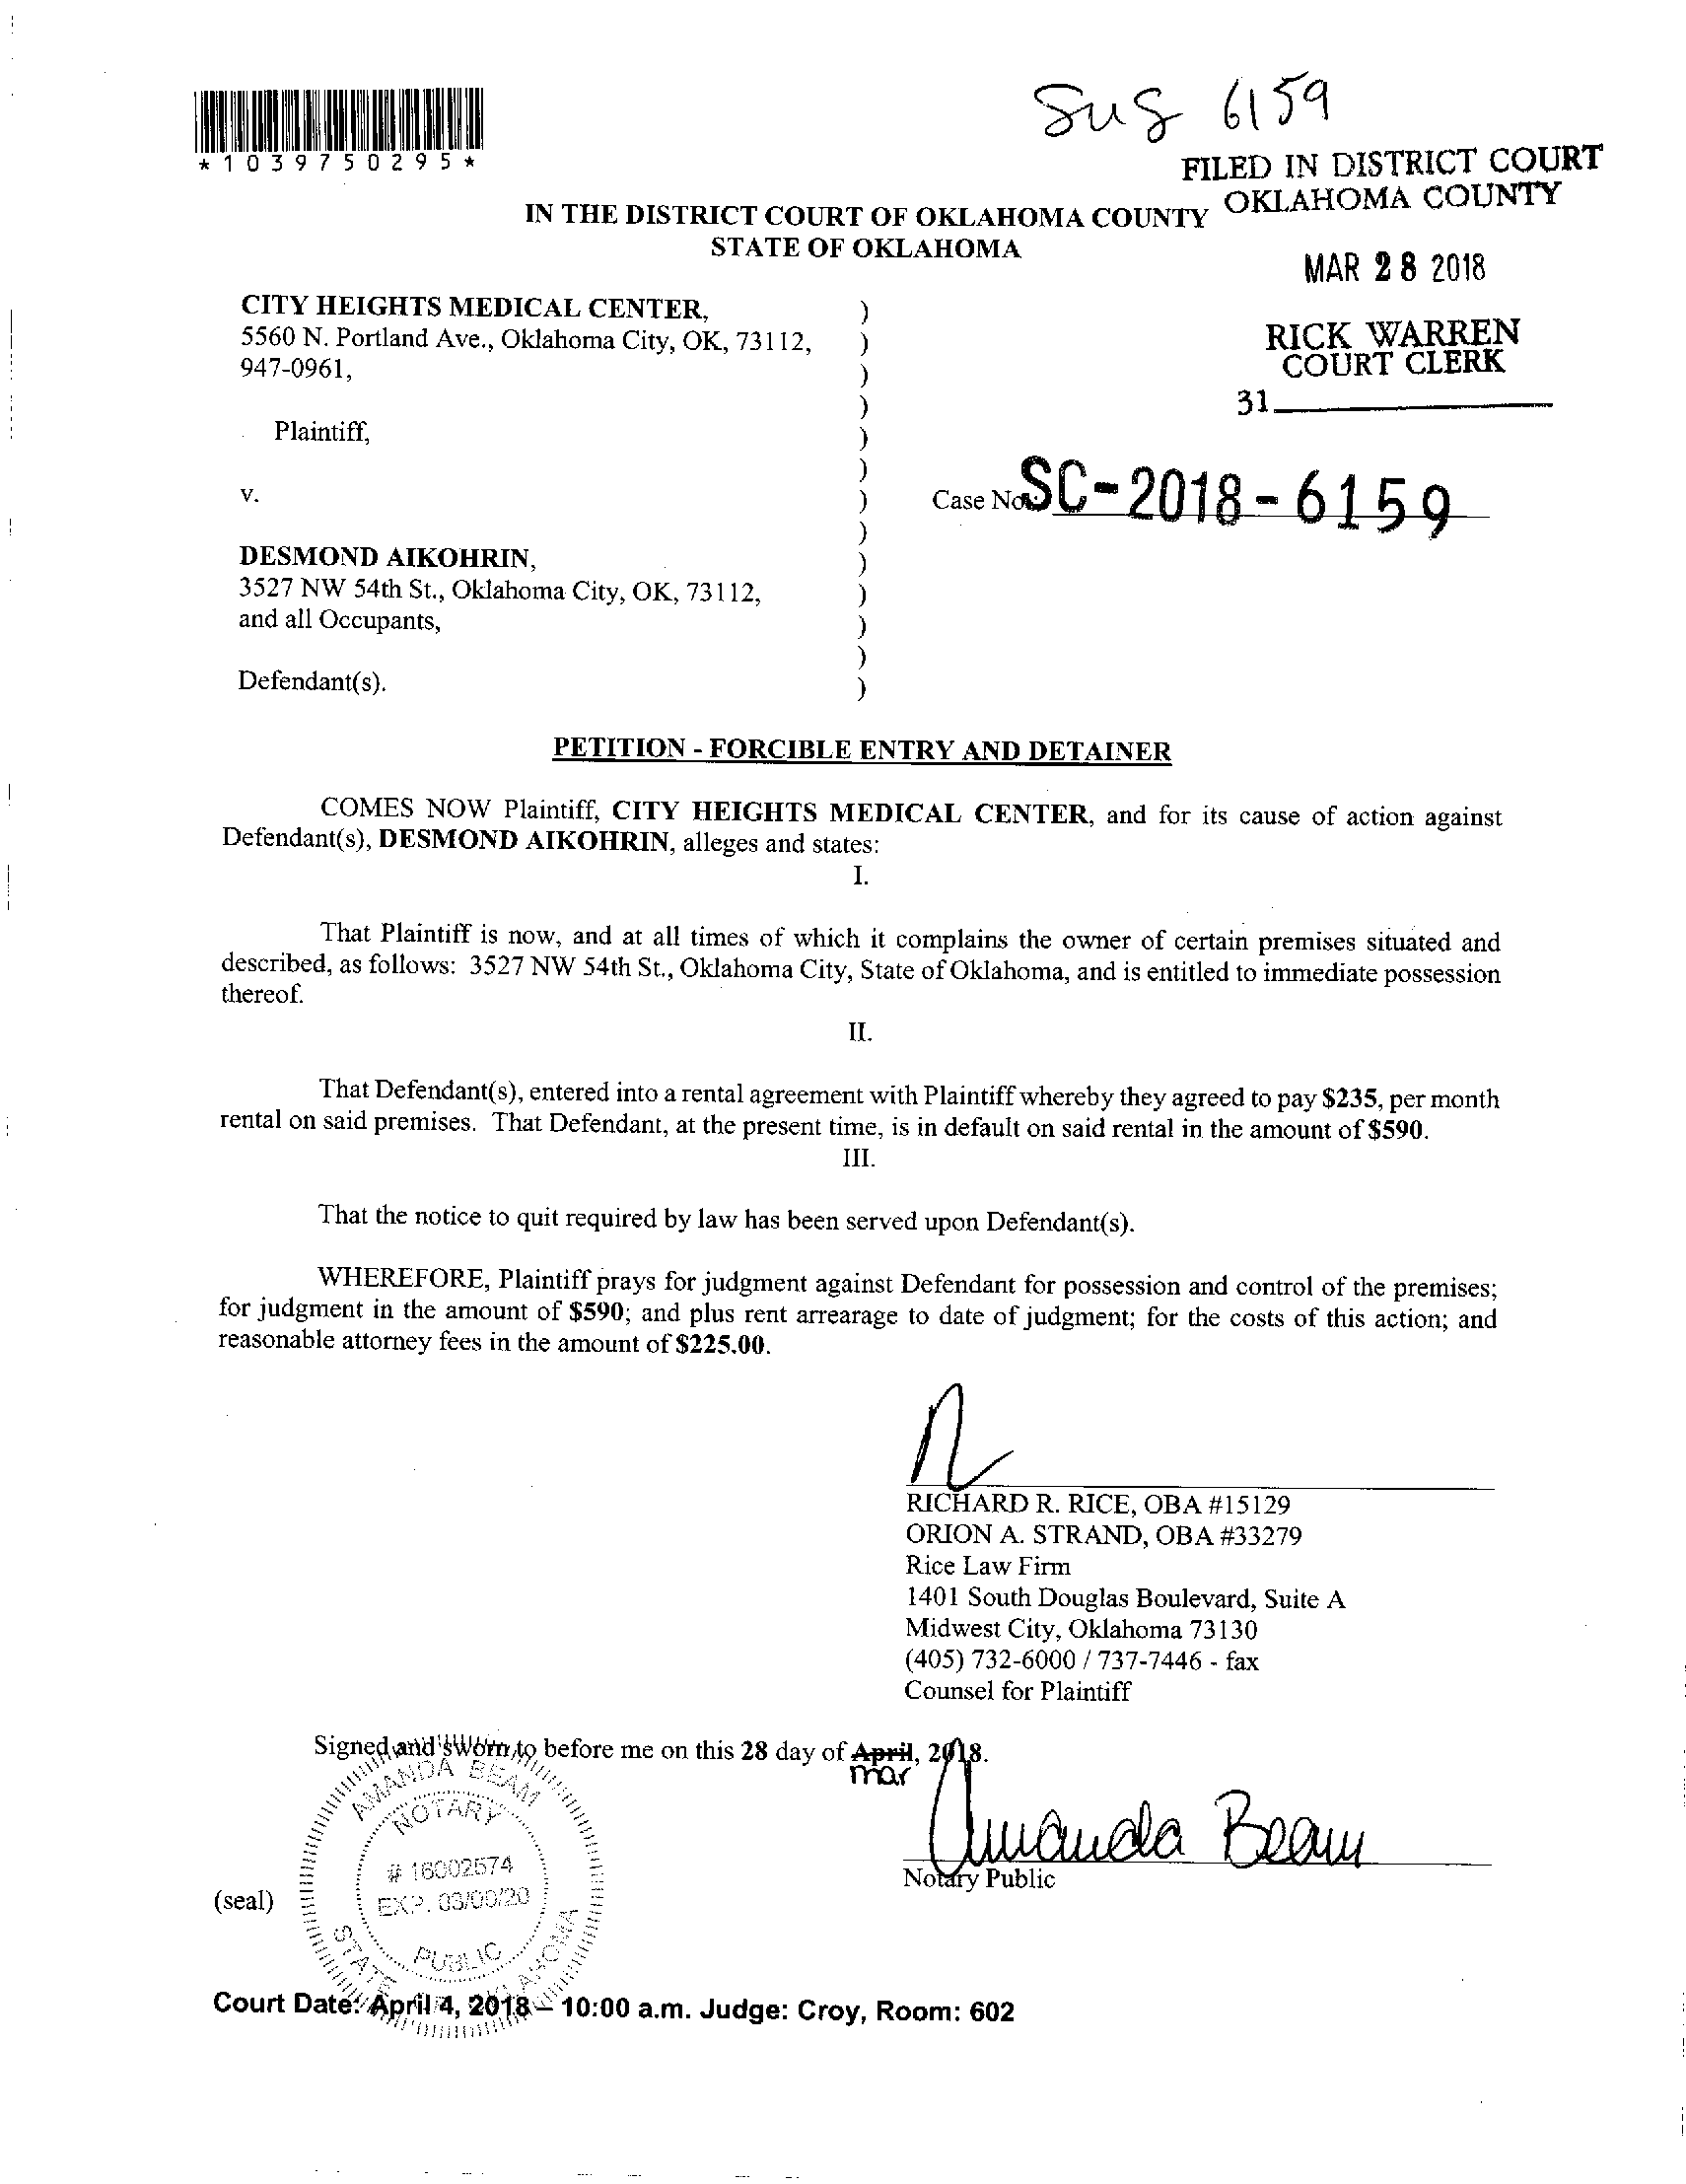 *1039750295*
6159
FILED IN DISTRICT COURT
OKLAHOMA COUNTY
IN THE DISTRICT COURT OF OKLAHOMA COUNTY
STATE OF OKLAHOMA
MAR 28 2018
RICK WARREN
COURT CLERK
31
CITY HEIGHTS MEDICAL CENTER, )
5560 N. Portland Ave., Oklahoma City, OK, 73112, )
947-0961, )
)
Plaintiff, )
)
v. ) Case No. SC-2018-6159
)
DESMOND AIKOHRIN, )
3527 NW 54th St., Oklahoma City, OK, 73112, )
and all Occupants, )
)
Defendant(s). )
PETITION - FORCIBLE ENTRY AND DETAINER
COMES NOW Plaintiff, CITY HEIGHTS MEDICAL CENTER, and for its cause of action against
Defendant(s), DESMOND AIKOHRIN, alleges and states:
I.
That Plaintiff is now, and at all times of which it complains the owner of certain premises situated and
described, as follows: 3527 NW 54th St., Oklahoma City, State of Oklahoma, and is entitled to immediate possession
thereof.
II.
That Defendant(s), entered into a rental agreement with Plaintiff whereby they agreed to pay $235, per month
rental on said premises. That Defendant, at the present time, is in default on said rental in the amount of $590.
III.
That the notice to quit required by law has been served upon Defendant(s).
WHEREFORE, Plaintiff prays for judgment against Defendant for possession and control of the premises;
for judgment in the amount of $590; and plus rent arrearage to date of judgment; for the costs of this action; and
reasonable attorney fees in the amount of $225.00.
RICHARD R. RICE, OBA #15129
ORION A. STRAND, OBA #33279
Rice Law Firm
1401 South Douglas Boulevard, Suite A
Midwest City, Oklahoma 73130
(405) 732-6000 / 737-7446 - fax
Counsel for Plaintiff
Signed and sworn to before me on this 28 day of April, 2018.
mar
Amanda Beam
Notary Public
(seal)
AMANDA BEAM
NOTARY
# 16002574
PUBLIC
STATE OKLAHOMA
Court Date: April 4, 2018 – 10:00 a.m. Judge: Croy, Room: 602